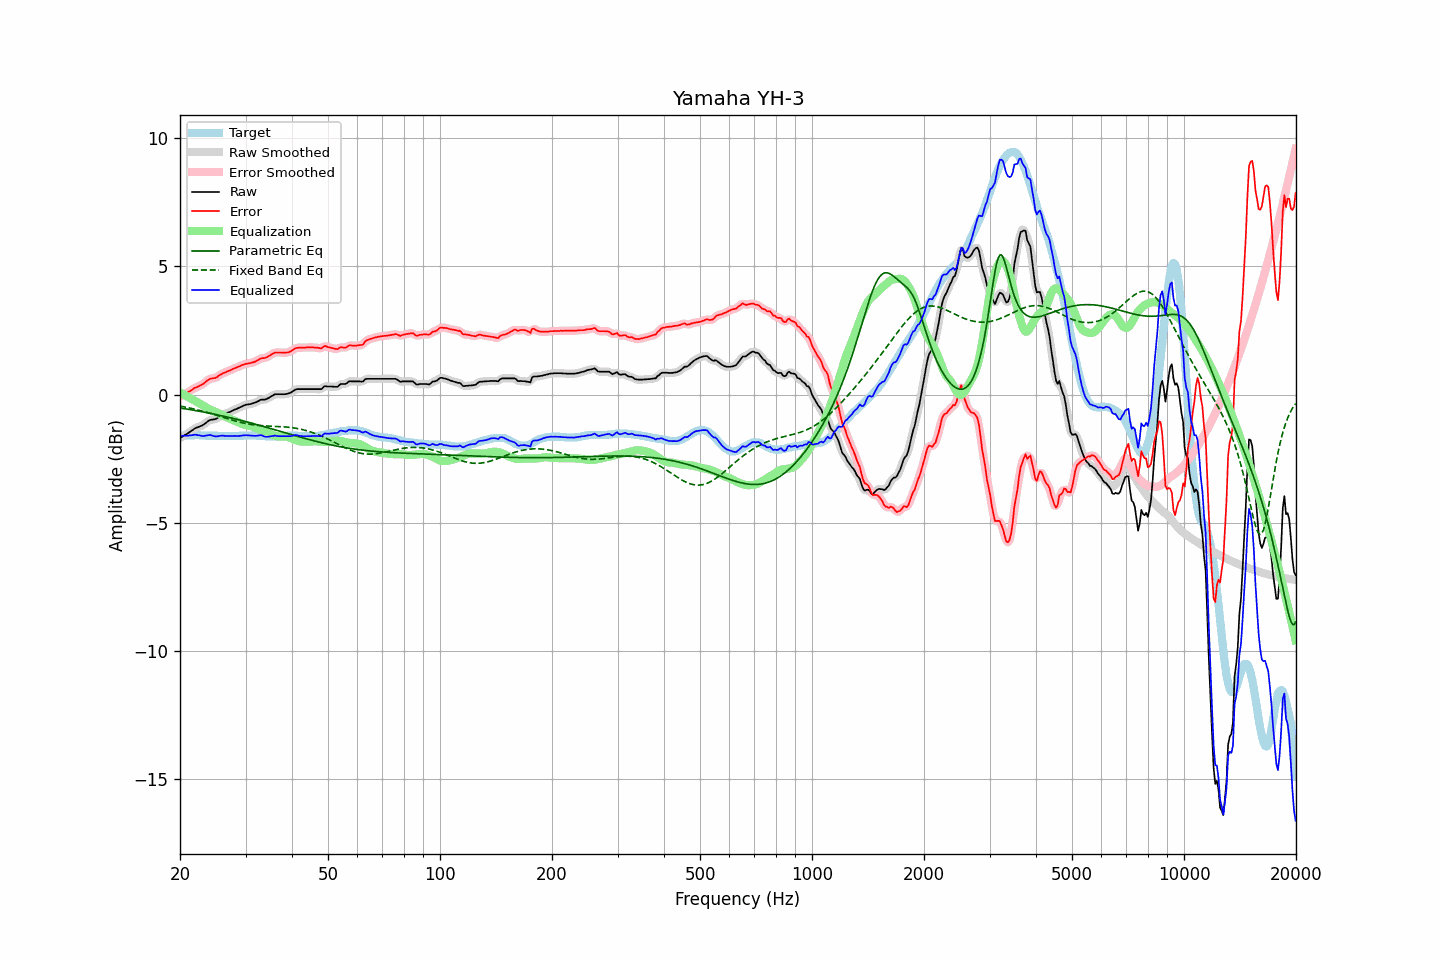 Yamaha YH-3
Target
Raw Smoothed
Error Smoothed
Raw
Error
Equalization
Parametric Eq
Fixed Band Eq
Equalized
Amplitude (dBr)
10
5
0
−5
−10
−15
20 50 100 200 500 1000 2000 5000 10000 20000
Frequency (Hz)